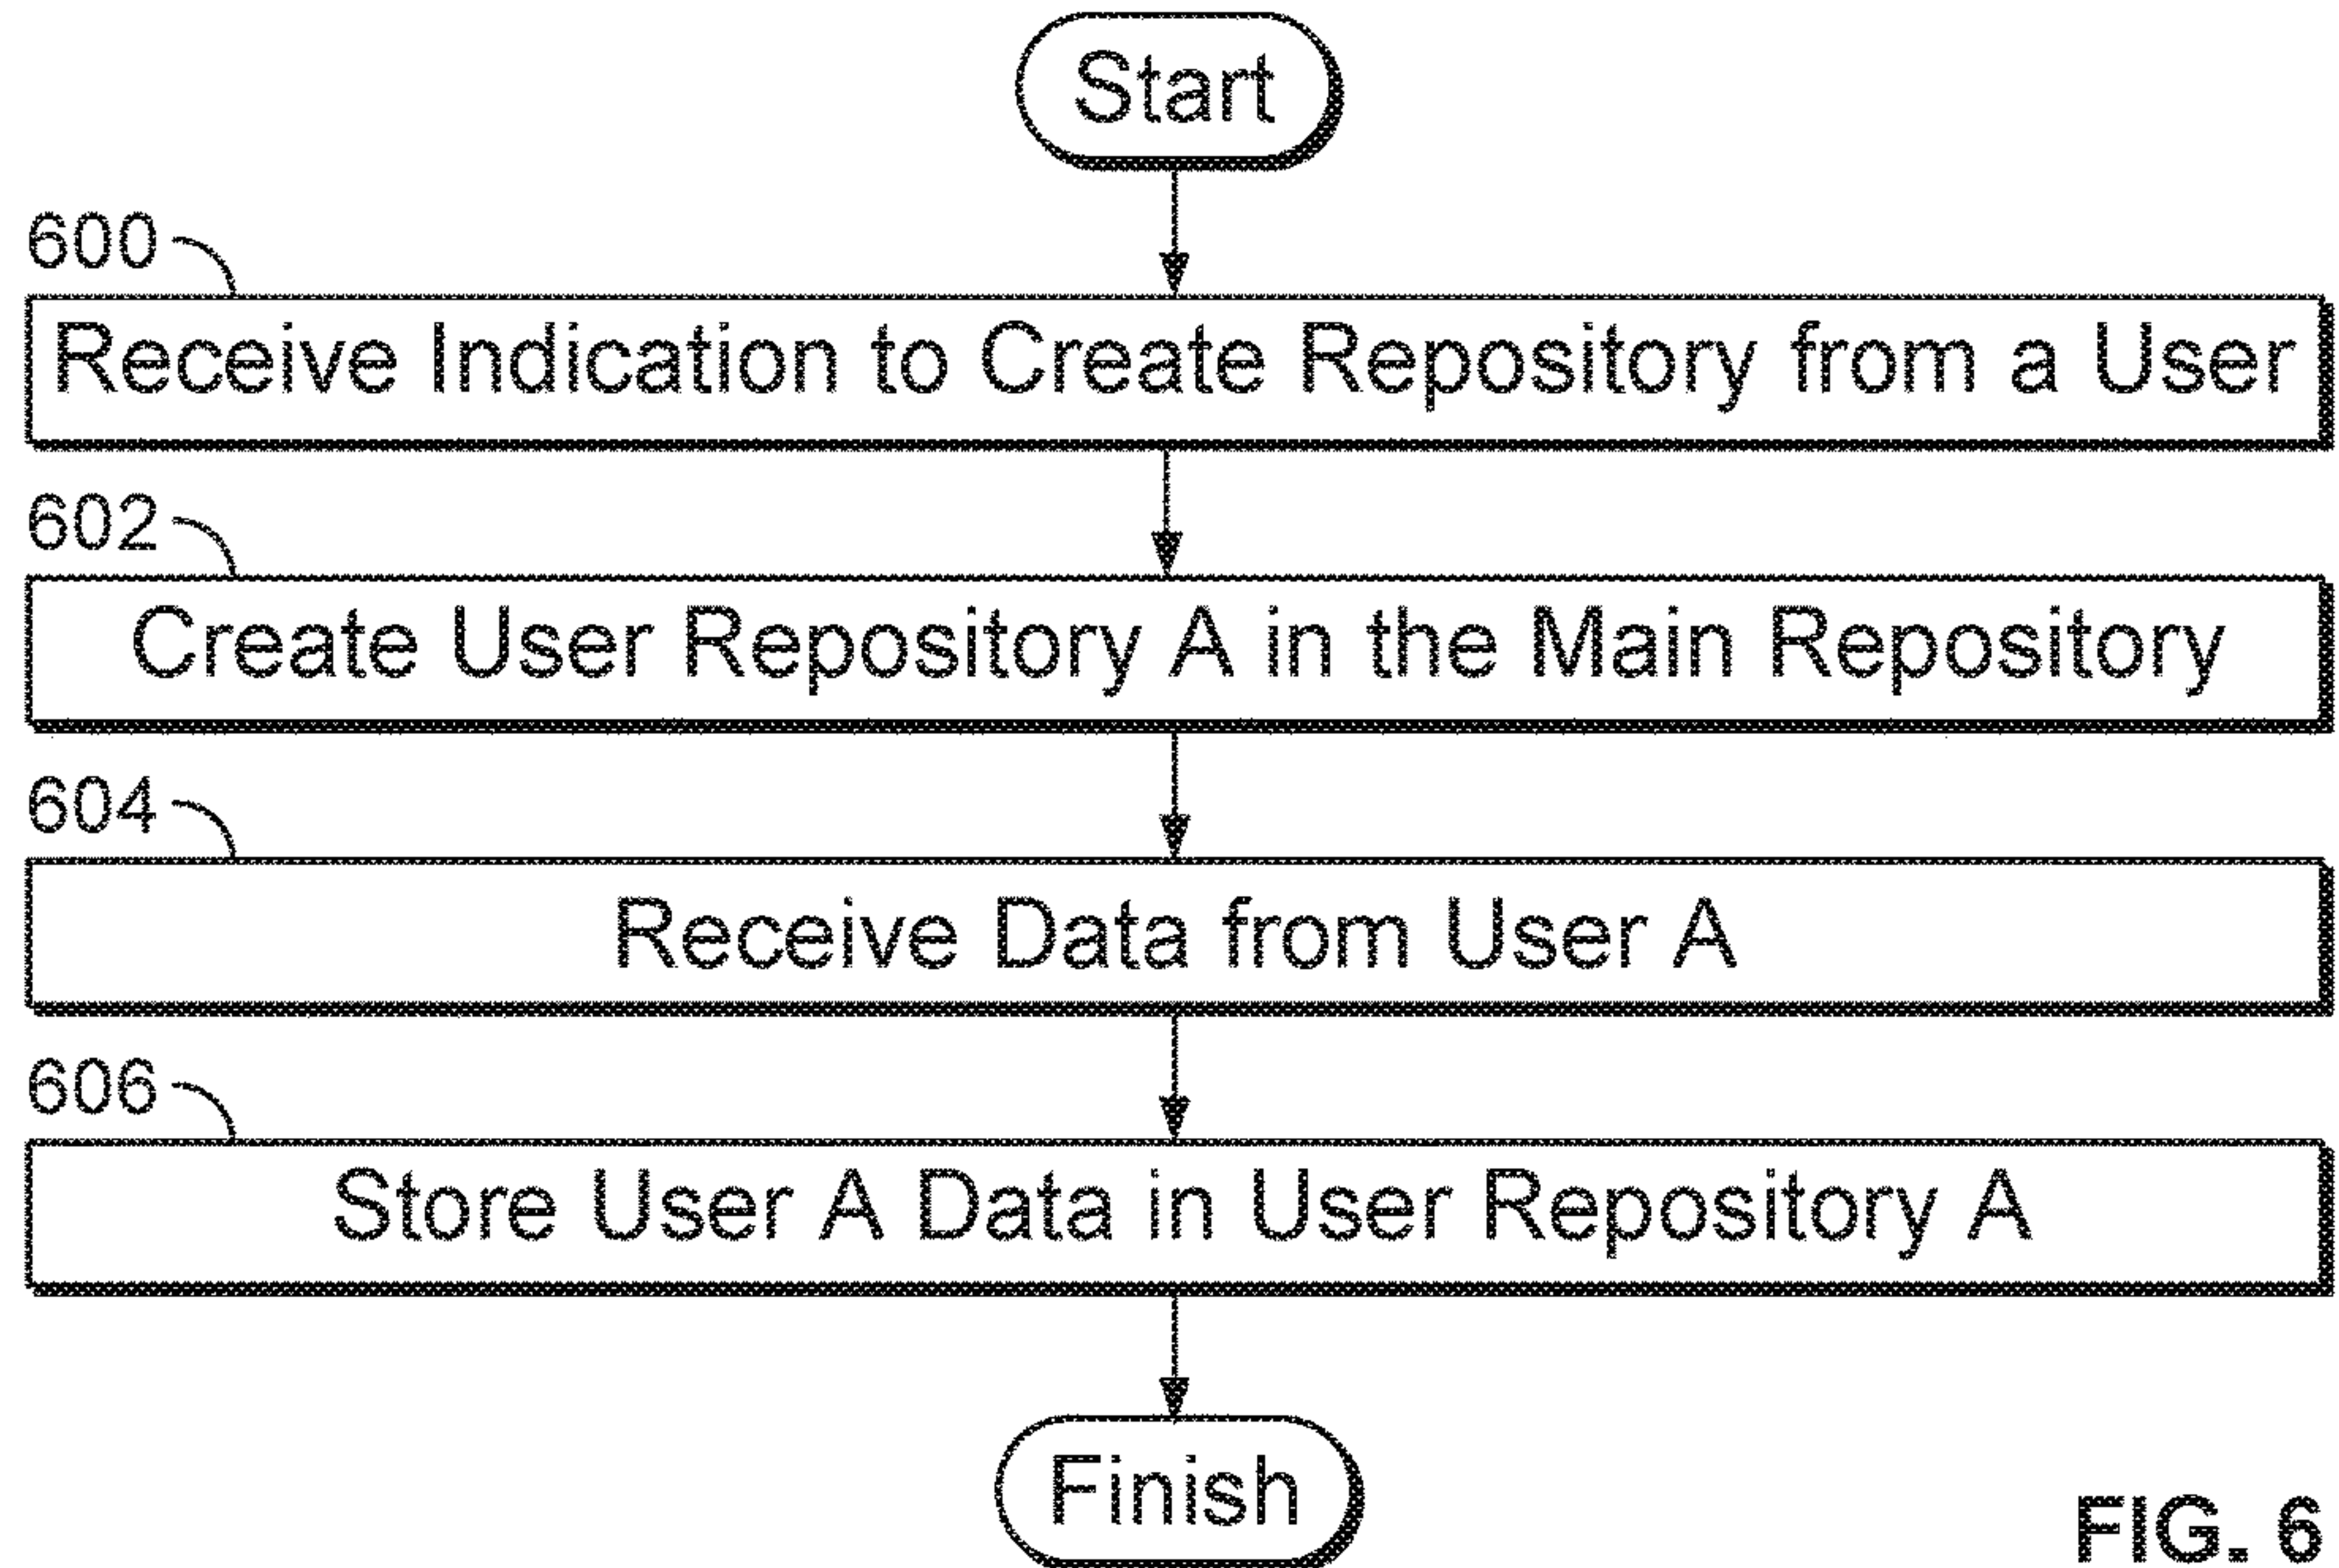 Start
600
Receive Indication to Create Repository from a User
602
Create User Repository A in the Main Repository
604
Receive Data from User A
606
Store User A Data in User Repository A
Finish
FIG. 6